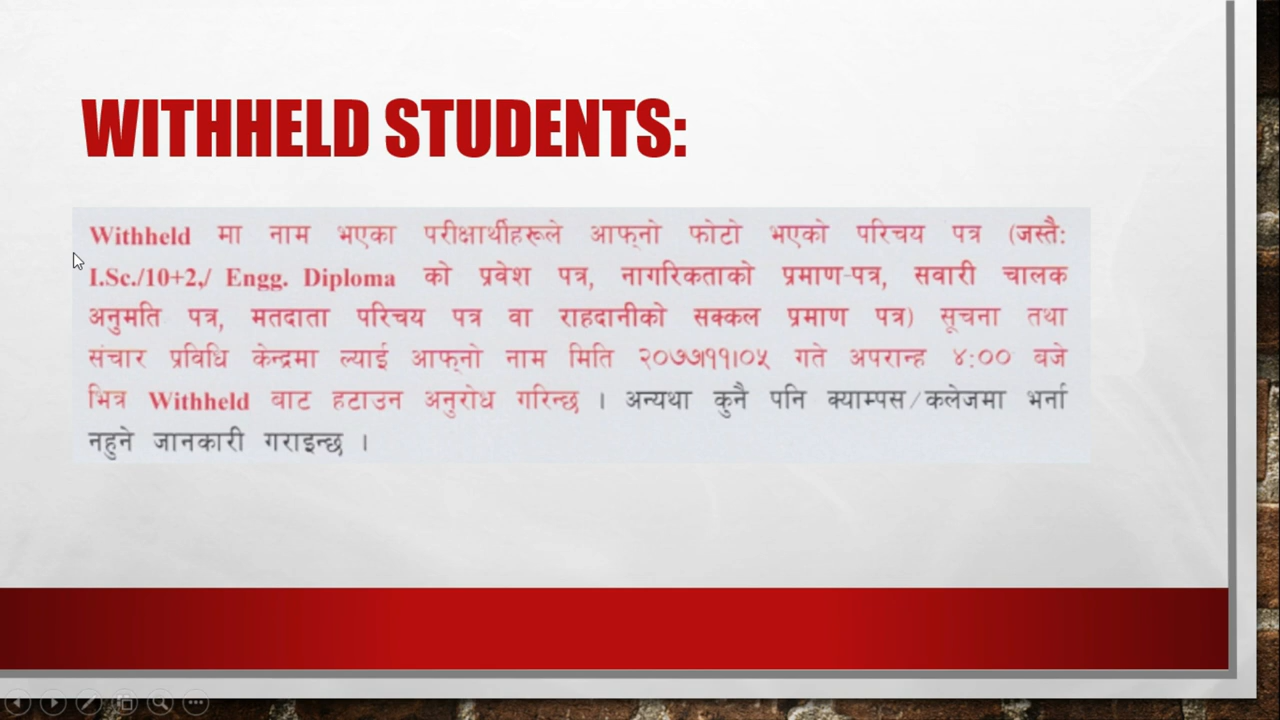 WITHHELD STUDENTS:
Withheld मा नाम भएका परीक्षार्थीहरूले आफ्नो फोटो भएको परिचय पत्र (जस्तै:
I.Sc./10+2,/ Engg. Diploma को प्रवेश पत्र, नागरिकताको प्रमाण-पत्र, सवारी चालक
अनुमति पत्र, मतदाता परिचय पत्र वा राहदानीको सक्कल प्रमाण पत्र) सूचना तथा
संचार प्रविधि केन्द्रमा ल्याई आफ्नो नाम मिति २०७७।११।०५ गते अपरान्ह ४:०० बजे
भित्र Withheld बाट हटाउन अनुरोध गरिन्छ । अन्यथा कुनै पनि क्याम्पस/कलेजमा भर्ना
नहुने जानकारी गराइन्छ ।